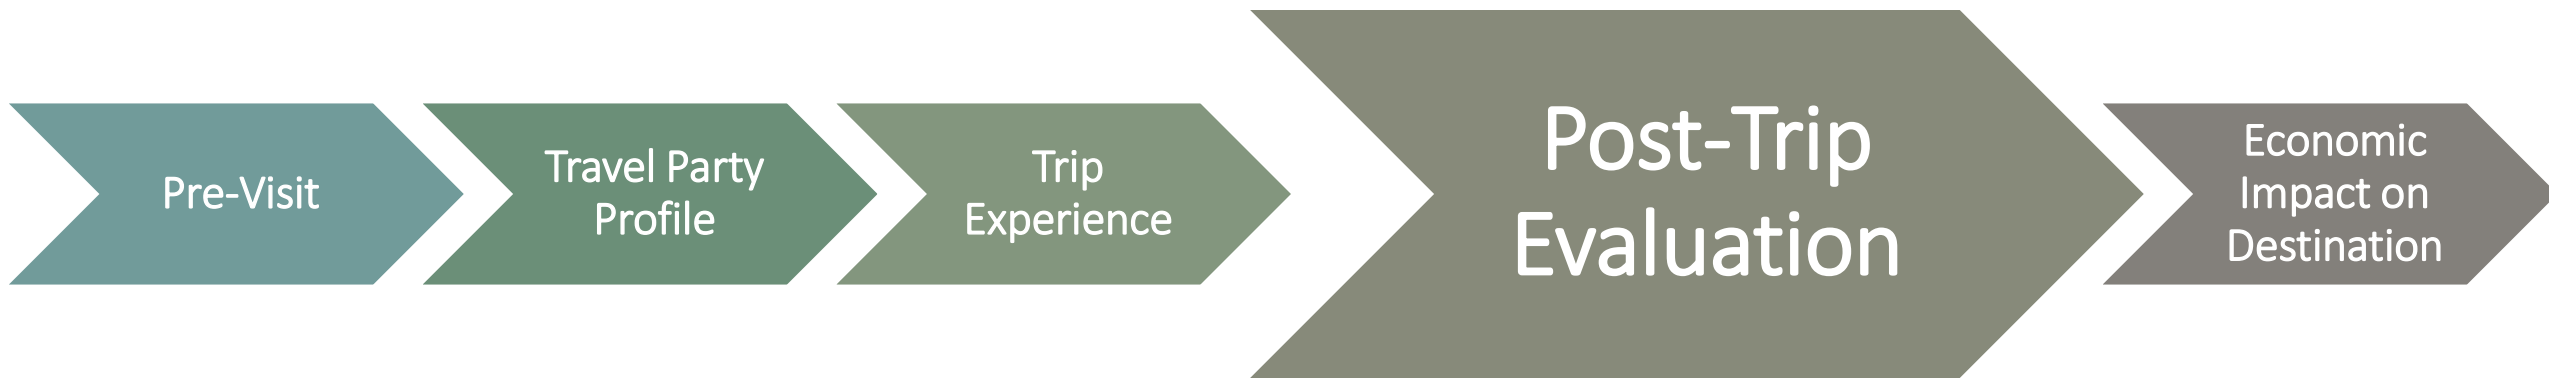 Pre-Visit
Travel Party
Profile
Trip
Experience
Post-Trip
Evaluation
Economic
Impact on
Destination